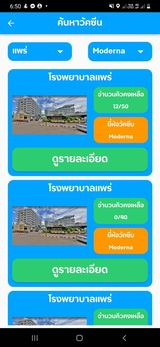 6:50
ค้นหาวัคซีน
แพร่ Moderna
โรงพยาบาลแพร่
จำนวนคิวคงเหลือ
12/50
ยี่ห้อวัคซีน
Moderna
ดูรายละเอียด
โรงพยาบาลแพร่
จำนวนคิวคงเหลือ
0/40
ยี่ห้อวัคซีน
Moderna
ดูรายละเอียด
โรงพยาบาลแพร่
จำนวนคิวคงเหลือ